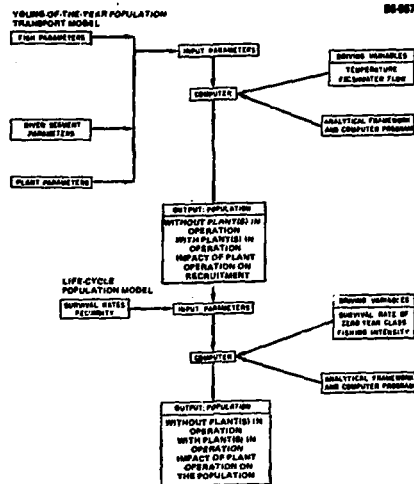 YOUNG-OF-THE-YEAR POPULATION
TRANSPORT MODEL
FISH PARAMETERS
INPUT PARAMETERS
DRIVING VARIABLES
TEMPERATURE
FRESHWATER FLOW
COMPUTER
RIVER SEGMENT
PARAMETERS
ANALYTICAL FRAMEWORK
AND COMPUTER PROGRAM
PLANT PARAMETERS
OUTPUT: POPULATION
WITHOUT PLANT(S) IN
OPERATION
WITH PLANT(S) IN
OPERATION
IMPACT OF PLANT
OPERATION ON
RECRUITMENT
LIFE-CYCLE
POPULATION MODEL
SURVIVAL RATES
FECUNDITY
INPUT PARAMETERS
DRIVING VARIABLES
SURVIVAL RATE OF
ZERO YEAR CLASS
FISHING INTENSITY
COMPUTER
ANALYTICAL FRAMEWORK
AND COMPUTER PROGRAM
OUTPUT: POPULATION
WITHOUT PLANT(S) IN
OPERATION
WITH PLANT(S) IN
OPERATION
IMPACT OF PLANT
OPERATION ON
THE POPULATION